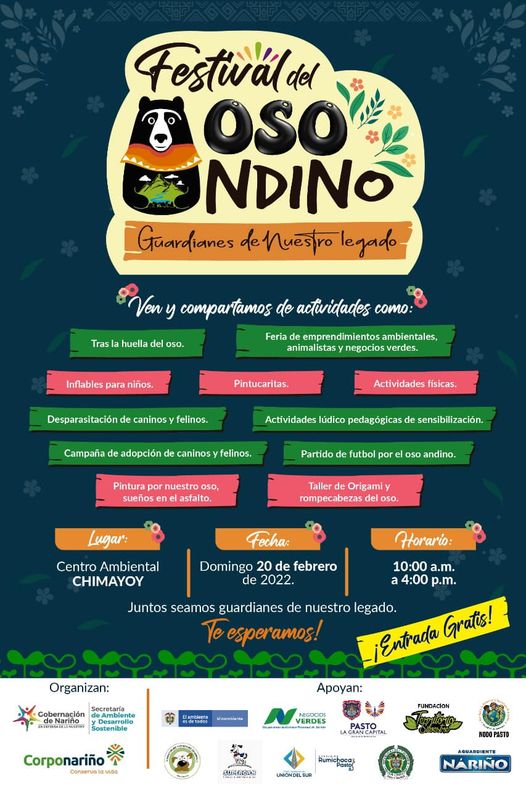 Festival del
OSO
ANDINO
Guardianes de Nuestro legado
Ven y compartamos de actividades como:
Tras la huella del oso.
Feria de emprendimientos ambientales,
animalistas y negocios verdes.
Inflables para niños.
Pintucaritas.
Actividades físicas.
Desparasitación de caninos y felinos.
Actividades lúdico pedagógicas de sensibilización.
Campaña de adopción de caninos y felinos.
Partido de futbol por el oso andino.
Pintura por nuestro oso,
sueños en el asfalto.
Taller de Origami y
rompecabezas del oso.
Lugar:
Centro Ambiental
CHIMAYOY
Fecha:
Domingo 20 de febrero
de 2022.
Horario:
10:00 a.m.
a 4:00 p.m.
Juntos seamos guardianes de nuestro legado.
Te esperamos!
¡Entrada Gratis!
Organizan:
Apoyan:
Gobernación
de Nariño
Secretaría
de Ambiente
y Desarrollo
Sostenible
Corponariño
Conserva la vida
El ambiente
es de todos
Minambiente
NEGOCIOS
VERDES
PASTO
LA GRAN CAPITAL
FUNDACIÓN
NODO PASTO
UNIÓN DEL SUR
Rumichaca
Pasto
AGUARDIENTE
NARIÑO